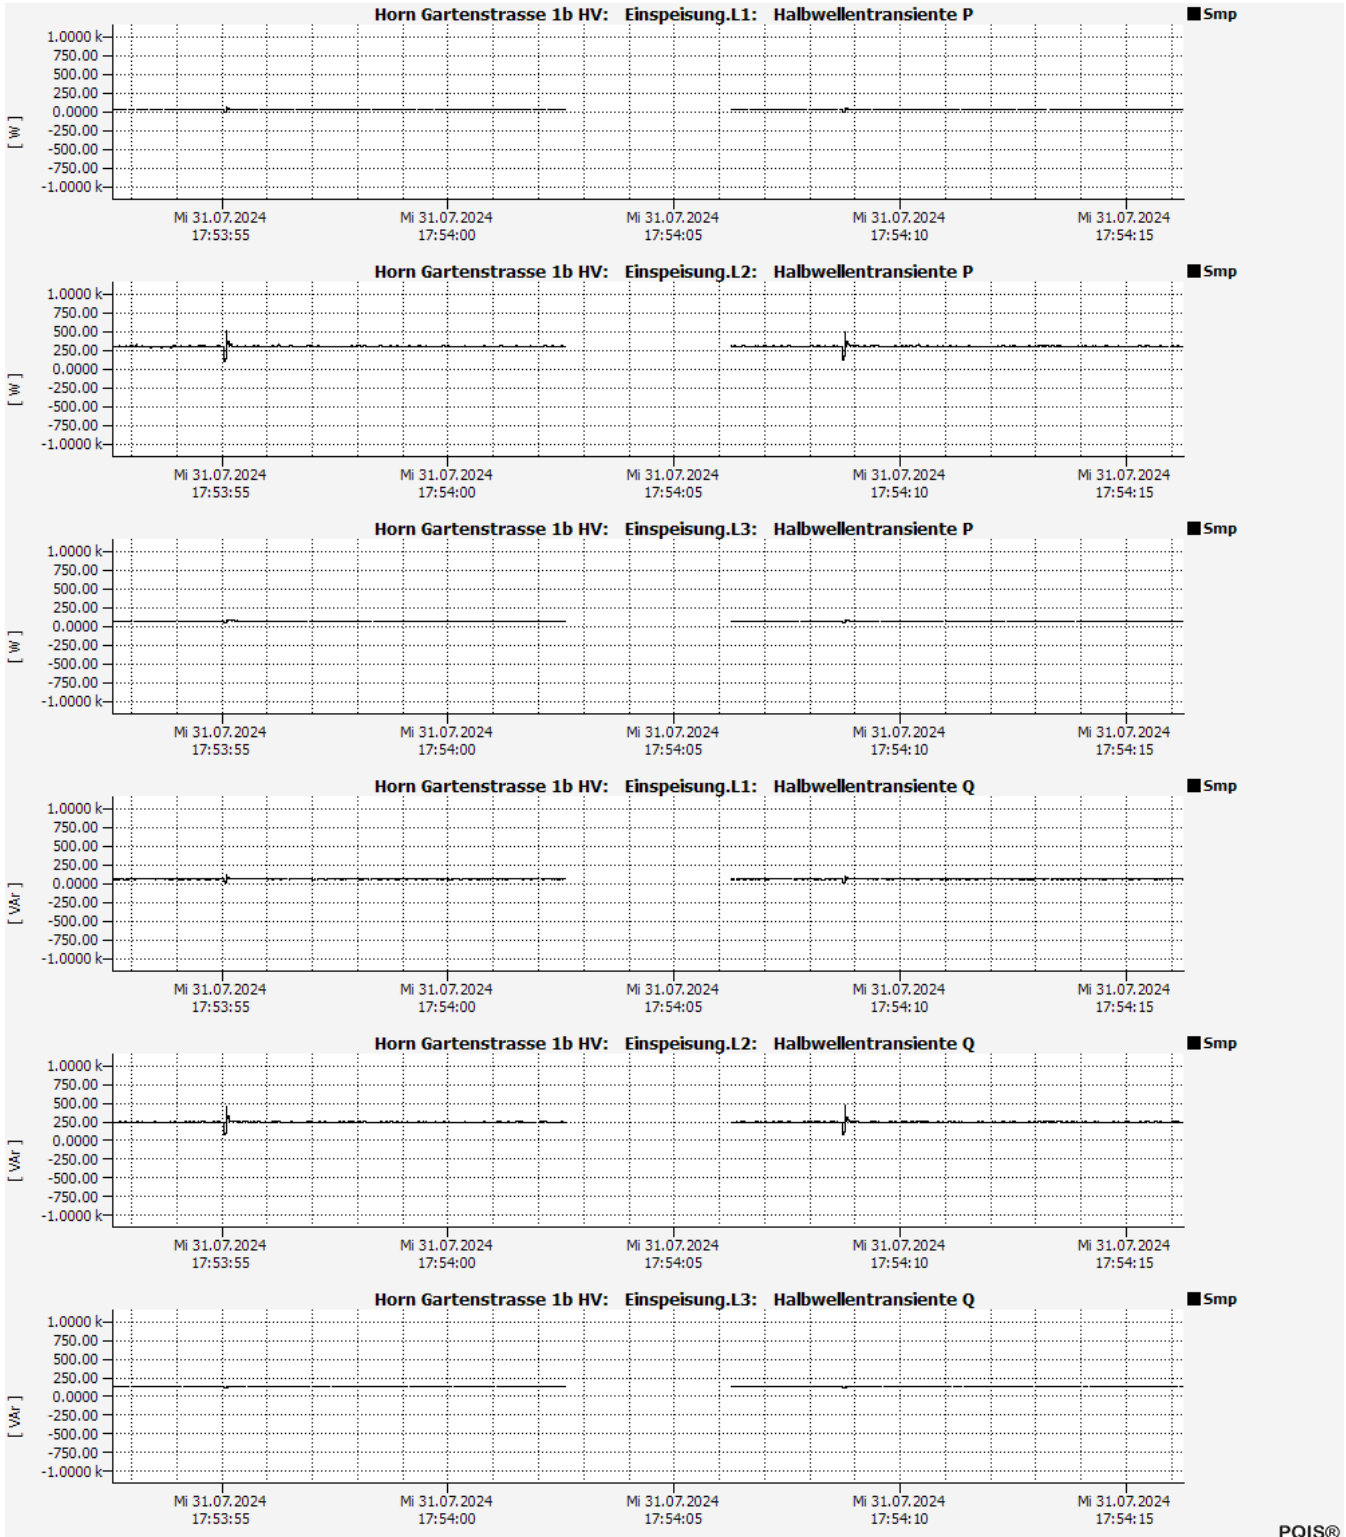 Horn Gartenstrasse 1b HV: Einspeisung.L1: Halbwellentransiente P
Smp
1.0000 k
750.00
500.00
250.00
0.0000
-250.00
-500.00
-750.00
-1.0000 k
[ W ]
Mi 31.07.2024 Mi 31.07.2024 Mi 31.07.2024 Mi 31.07.2024 Mi 31.07.2024
17:53:55 17:54:00 17:54:05 17:54:10 17:54:15
Horn Gartenstrasse 1b HV: Einspeisung.L2: Halbwellentransiente P
Smp
1.0000 k
750.00
500.00
250.00
0.0000
-250.00
-500.00
-750.00
-1.0000 k
[ W ]
Mi 31.07.2024 Mi 31.07.2024 Mi 31.07.2024 Mi 31.07.2024 Mi 31.07.2024
17:53:55 17:54:00 17:54:05 17:54:10 17:54:15
Horn Gartenstrasse 1b HV: Einspeisung.L3: Halbwellentransiente P
Smp
1.0000 k
750.00
500.00
250.00
0.0000
-250.00
-500.00
-750.00
-1.0000 k
[ W ]
Mi 31.07.2024 Mi 31.07.2024 Mi 31.07.2024 Mi 31.07.2024 Mi 31.07.2024
17:53:55 17:54:00 17:54:05 17:54:10 17:54:15
Horn Gartenstrasse 1b HV: Einspeisung.L1: Halbwellentransiente Q
Smp
1.0000 k
750.00
500.00
250.00
0.0000
-250.00
-500.00
-750.00
-1.0000 k
[ VAr ]
Mi 31.07.2024 Mi 31.07.2024 Mi 31.07.2024 Mi 31.07.2024 Mi 31.07.2024
17:53:55 17:54:00 17:54:05 17:54:10 17:54:15
Horn Gartenstrasse 1b HV: Einspeisung.L2: Halbwellentransiente Q
Smp
1.0000 k
750.00
500.00
250.00
0.0000
-250.00
-500.00
-750.00
-1.0000 k
[ VAr ]
Mi 31.07.2024 Mi 31.07.2024 Mi 31.07.2024 Mi 31.07.2024 Mi 31.07.2024
17:53:55 17:54:00 17:54:05 17:54:10 17:54:15
Horn Gartenstrasse 1b HV: Einspeisung.L3: Halbwellentransiente Q
Smp
1.0000 k
750.00
500.00
250.00
0.0000
-250.00
-500.00
-750.00
-1.0000 k
[ VAr ]
Mi 31.07.2024 Mi 31.07.2024 Mi 31.07.2024 Mi 31.07.2024 Mi 31.07.2024
17:53:55 17:54:00 17:54:05 17:54:10 17:54:15
PQIS®